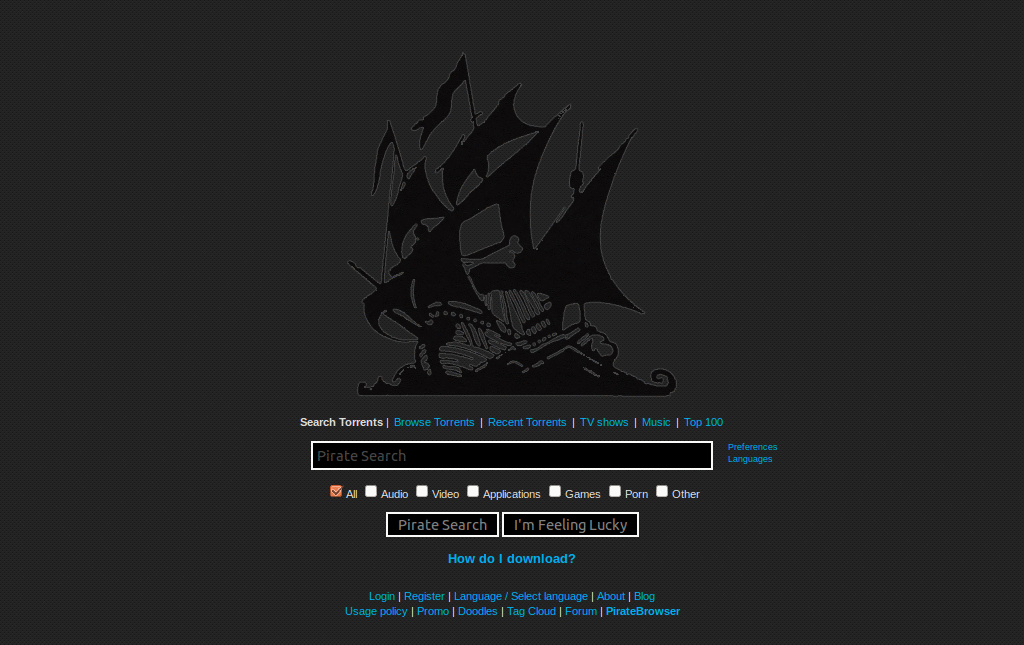 Search Torrents | Browse Torrents | Recent Torrents | TV shows | Music | Top 100
Pirate Search
Preferences
Languages
All Audio Video Applications Games Porn Other
Pirate Search I'm Feeling Lucky
How do I download?
Login | Register | Language / Select language | About | Blog
Usage policy | Promo | Doodles | Tag Cloud | Forum | PirateBrowser